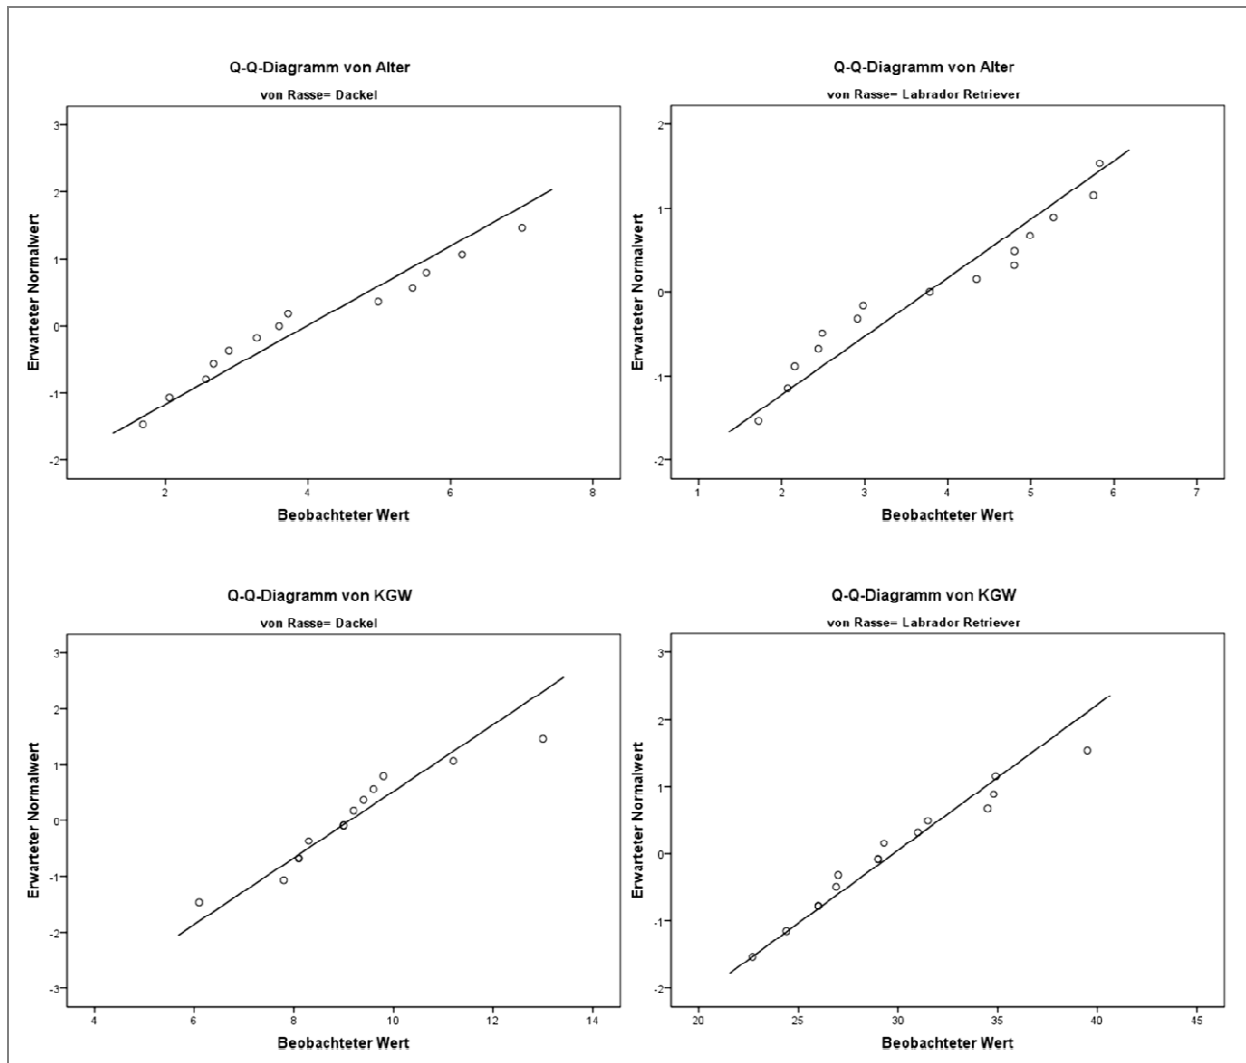 Q-Q-Diagramm von Alter
von Rasse= Dackel
Erwarteter Normalwert
3
2
1
0
-1
-2
2
4
6
8
Beobachteter Wert
Q-Q-Diagramm von Alter
von Rasse= Labrador Retriever
Erwarteter Normalwert
2
1
0
-1
-2
1
2
3
4
5
6
7
Beobachteter Wert
Q-Q-Diagramm von KGW
von Rasse= Dackel
Erwarteter Normalwert
3
2
1
0
-1
-2
-3
4
6
8
10
12
14
Beobachteter Wert
Q-Q-Diagramm von KGW
von Rasse= Labrador Retriever
Erwarteter Normalwert
3
2
1
0
-1
-2
20
25
30
35
40
45
Beobachteter Wert